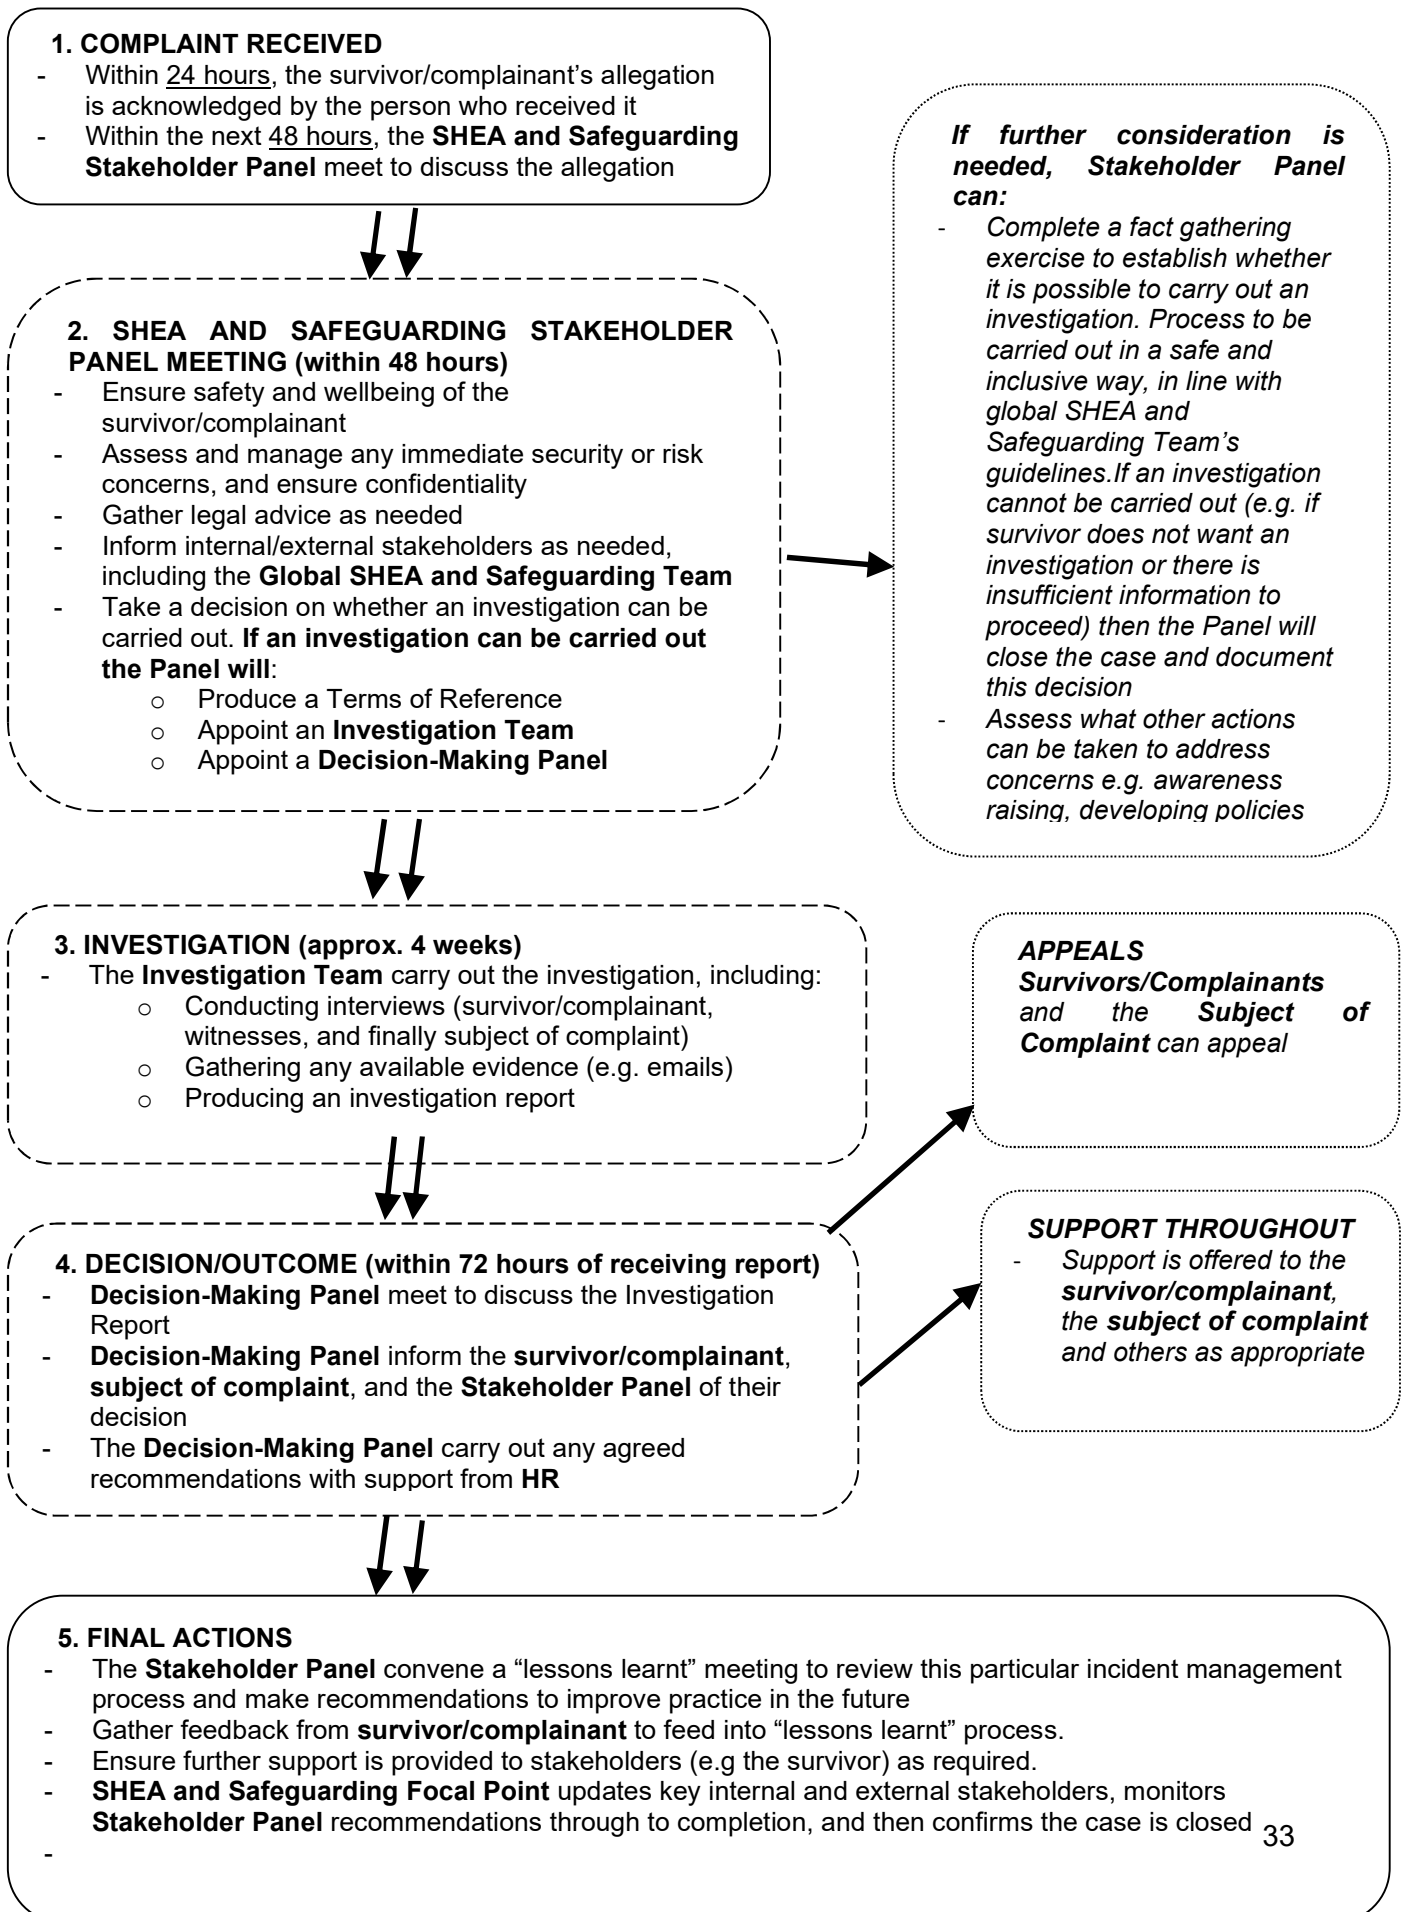 1. COMPLAINT RECEIVED
- Within 24 hours, the survivor/complainant's allegation
is acknowledged by the person who received it
- Within the next 48 hours, the SHEA and Safeguarding
Stakeholder Panel meet to discuss the allegation
If further consideration is
needed, Stakeholder Panel
can:
- Complete a fact gathering
exercise to establish whether
it is possible to carry out an
investigation. Process to be
carried out in a safe and
inclusive way, in line with
global SHEA and
Safeguarding Team's
guidelines.If an investigation
cannot be carried out (e.g. if
survivor does not want an
investigation or there is
insufficient information to
proceed) then the Panel will
close the case and document
this decision
- Assess what other actions
can be taken to address
concerns e.g. awareness
raising, developing policies
2. SHEA AND SAFEGUARDING STAKEHOLDER
PANEL MEETING (within 48 hours)
- Ensure safety and wellbeing of the
survivor/complainant
- Assess and manage any immediate security or risk
concerns, and ensure confidentiality
- Gather legal advice as needed
- Inform internal/external stakeholders as needed,
including the Global SHEA and Safeguarding Team
- Take a decision on whether an investigation can be
carried out. If an investigation can be carried out
the Panel will:
o Produce a Terms of Reference
o Appoint an Investigation Team
o Appoint a Decision-Making Panel
3. INVESTIGATION (approx. 4 weeks)
- The Investigation Team carry out the investigation, including:
o Conducting interviews (survivor/complainant,
witnesses, and finally subject of complaint)
o Gathering any available evidence (e.g. emails)
o Producing an investigation report
APPEALS
Survivors/Complainants
and the Subject of
Complaint can appeal
SUPPORT THROUGHOUT
- Support is offered to the
survivor/complainant,
the subject of complaint
and others as appropriate
4. DECISION/OUTCOME (within 72 hours of receiving report)
- Decision-Making Panel meet to discuss the Investigation
Report
- Decision-Making Panel inform the survivor/complainant,
subject of complaint, and the Stakeholder Panel of their
decision
- The Decision-Making Panel carry out any agreed
recommendations with support from HR
5. FINAL ACTIONS
- The Stakeholder Panel convene a “lessons learnt” meeting to review this particular incident management
process and make recommendations to improve practice in the future
- Gather feedback from survivor/complainant to feed into “lessons learnt” process.
- Ensure further support is provided to stakeholders (e.g the survivor) as required.
- SHEA and Safeguarding Focal Point updates key internal and external stakeholders, monitors
Stakeholder Panel recommendations through to completion, and then confirms the case is closed
-
33